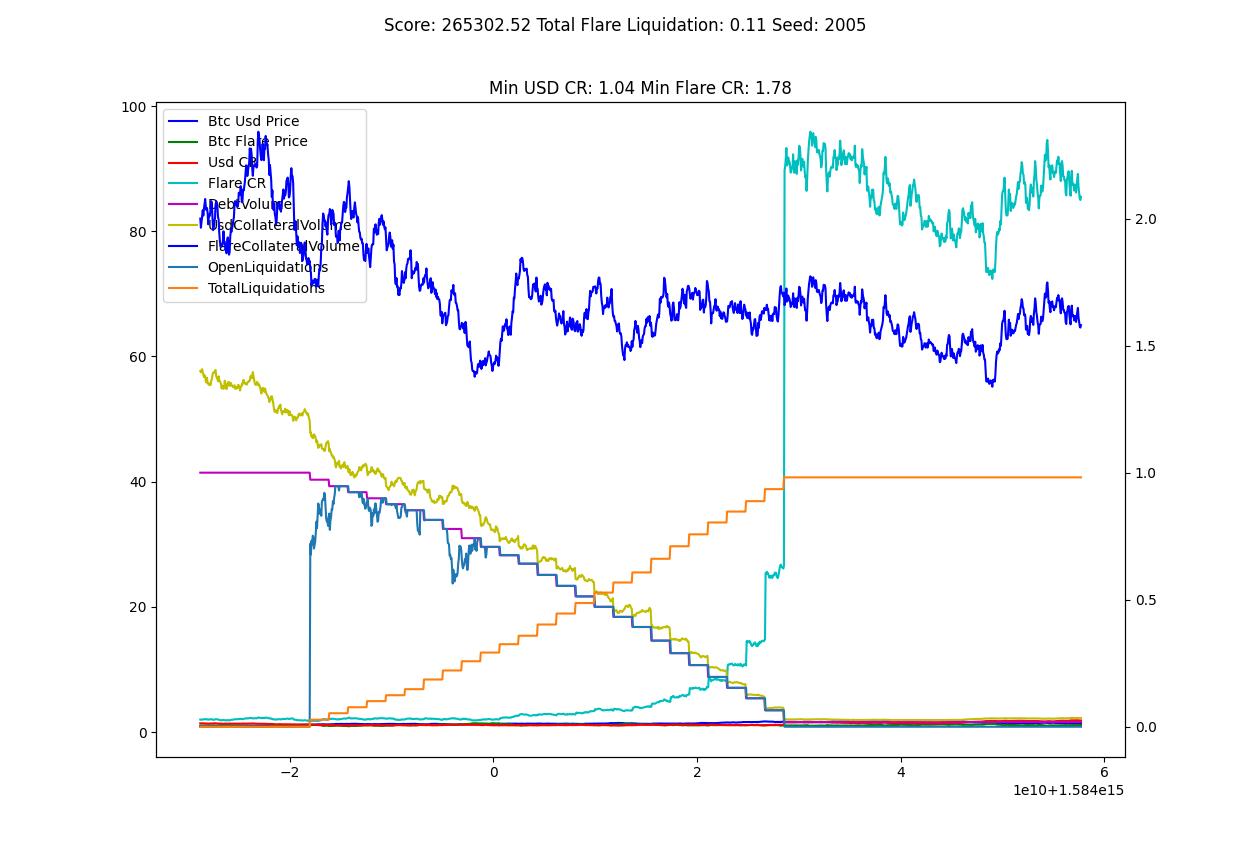 Score: 265302.52 Total Flare Liquidation: 0.11 Seed: 2005
Min USD CR: 1.04 Min Flare CR: 1.78
Btc Usd Price
Btc Flare Price
Usd CR
Flare CR
DebtVolume
UsdCollateralVolume
FlareCollateralVolume
OpenLiquidations
TotalLiquidations
100
80
60
40
20
0
2.0
1.5
1.0
0.5
0.0
−2
0
2
4
6
1e10+1.584e15